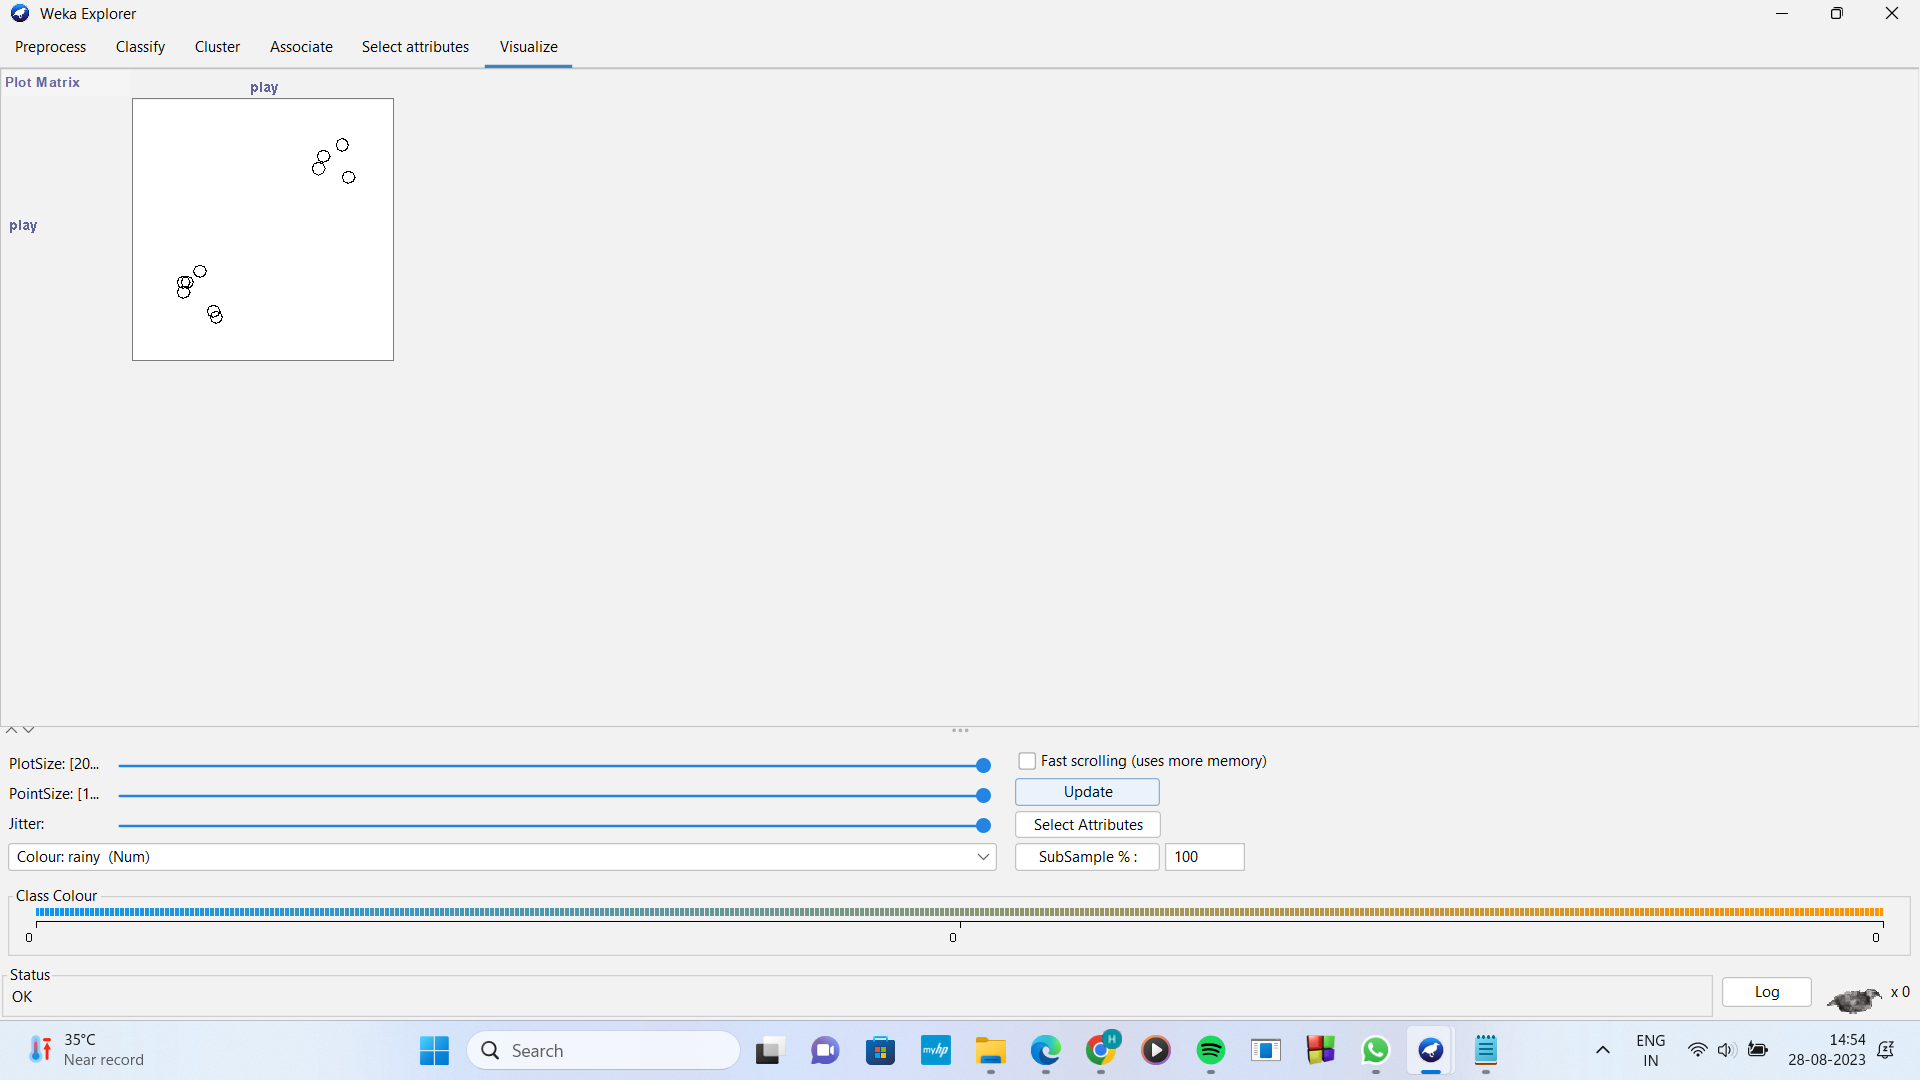 Weka Explorer
Preprocess Classify Cluster Associate Select attributes Visualize
Plot Matrix
play
play
PlotSize: [20...
Fast scrolling (uses more memory)
PointSize: [1...
Update
Jitter:
Select Attributes
Colour: rainy (Num)
SubSample % : 100
Class Colour
0 0 0
Status
OK
Log
x 0
35°C
Near record
Search
myhp
H
ENG
IN
14:54
28-08-2023